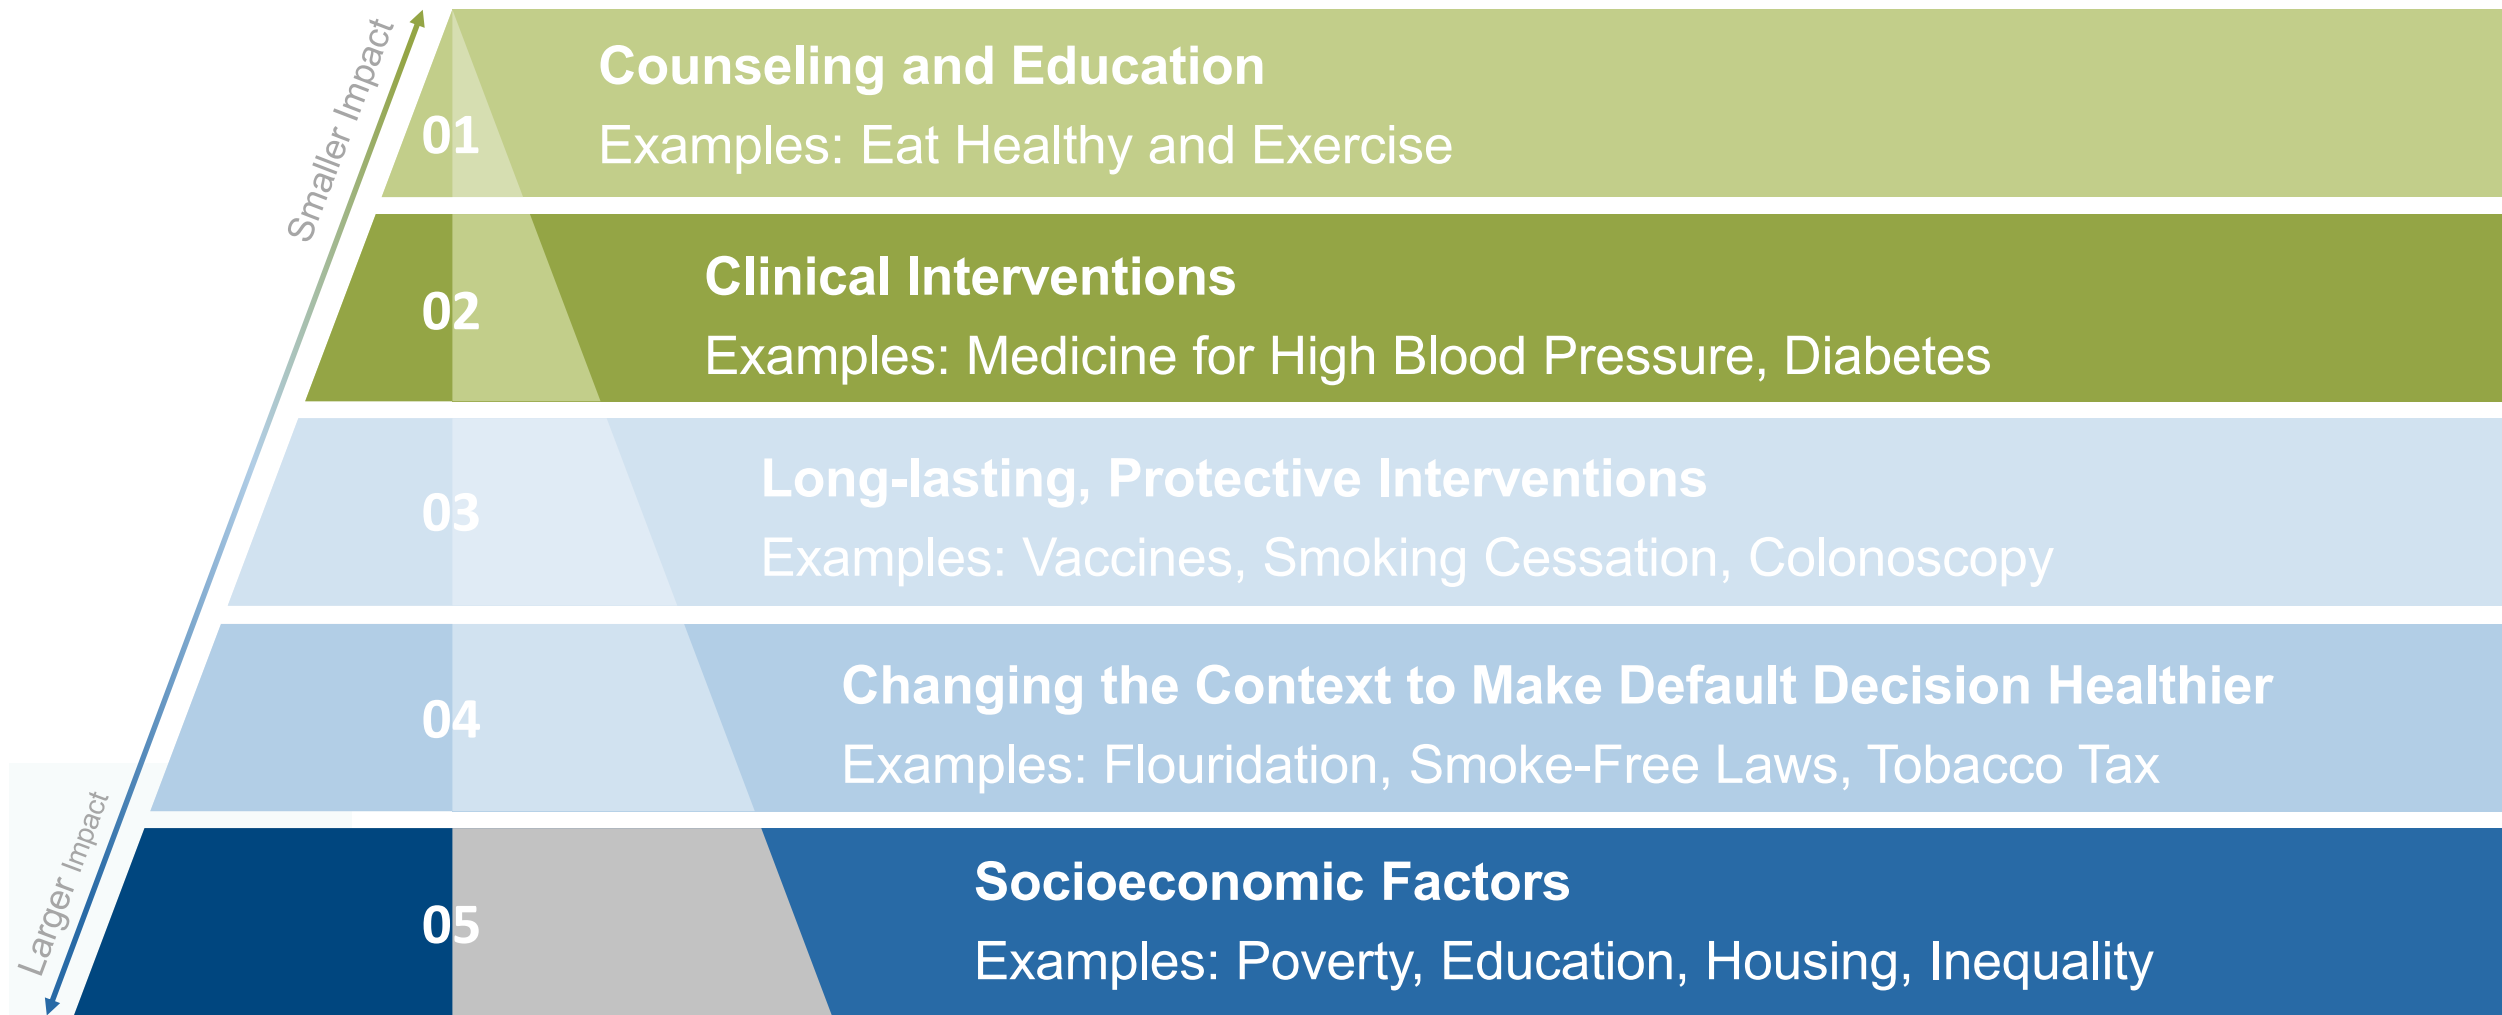 Smaller Impact
01
Counseling and Education
Examples: Eat Healthy and Exercise
02
Clinical Interventions
Examples: Medicine for High Blood Pressure, Diabetes
03
Long-lasting, Protective Interventions
Examples: Vaccines, Smoking Cessation, Colonoscopy
04
Changing the Context to Make Default Decision Healthier
Examples: Flouridation, Smoke-Free Laws, Tobacco Tax
Larger Impact
05
Socioeconomic Factors
Examples: Poverty, Education, Housing, Inequality